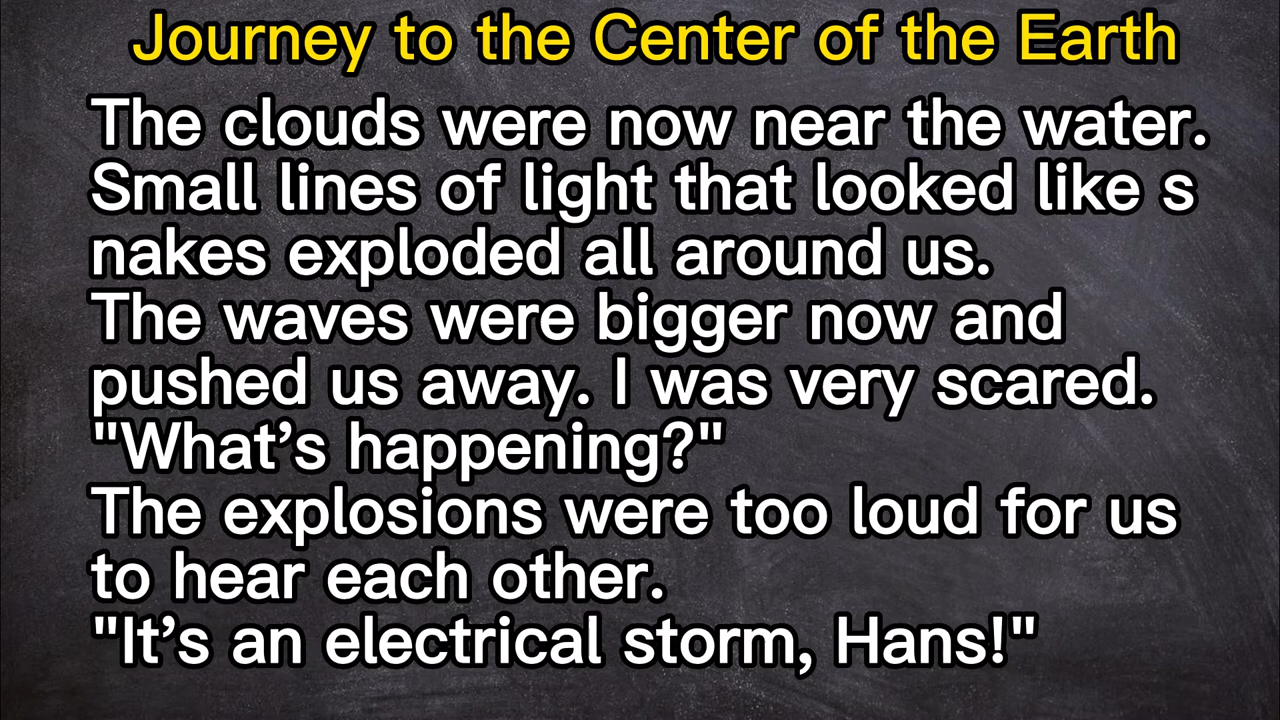 Journey to the Center of the Earth
The clouds were now near the water.
Small lines of light that looked like s
nakes exploded all around us.
The waves were bigger now and
pushed us away. I was very scared.
"What’s happening?"
The explosions were too loud for us
to hear each other.
"It’s an electrical storm, Hans!"